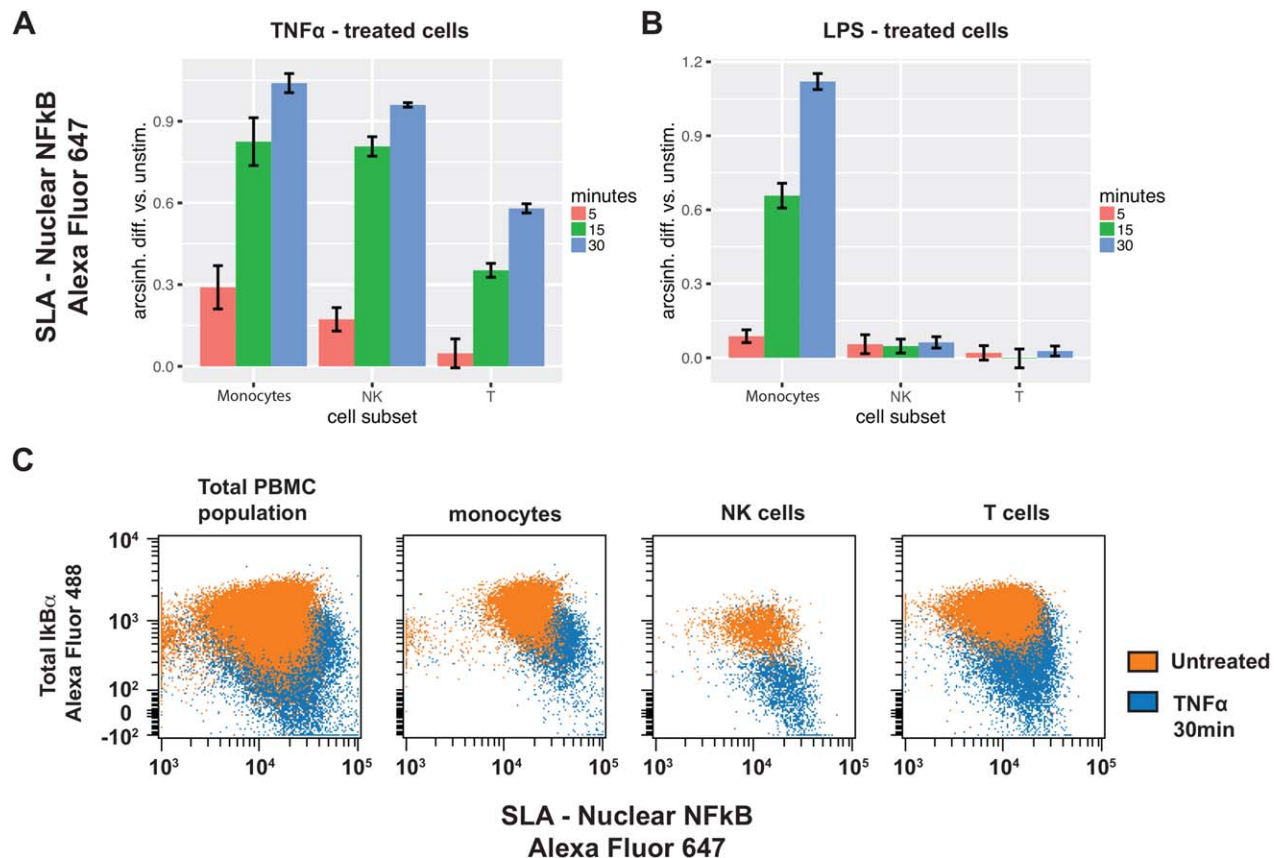 A
TNFα - treated cells
SLA - Nuclear NFkB
Alexa Fluor 647
arcsinh. diff. vs. unstim.
0.9
0.6
0.3
0.0
Monocytes NK T
cell subset
minutes
5
15
30
B
LPS - treated cells
arcsinh. diff. vs. unstim.
1.2
0.9
0.6
0.3
0.0
Monocytes NK T
cell subset
minutes
5
15
30
C
Total PBMC
population
monocytes
NK cells
T cells
Total IkBα
Alexa Fluor 488
10⁴
10³
10²
0
-10²
10³ 10⁴ 10⁵
10³ 10⁴ 10⁵
10³ 10⁴ 10⁵
10³ 10⁴ 10⁵
SLA - Nuclear NFkB
Alexa Fluor 647
Untreated
TNFα
30min